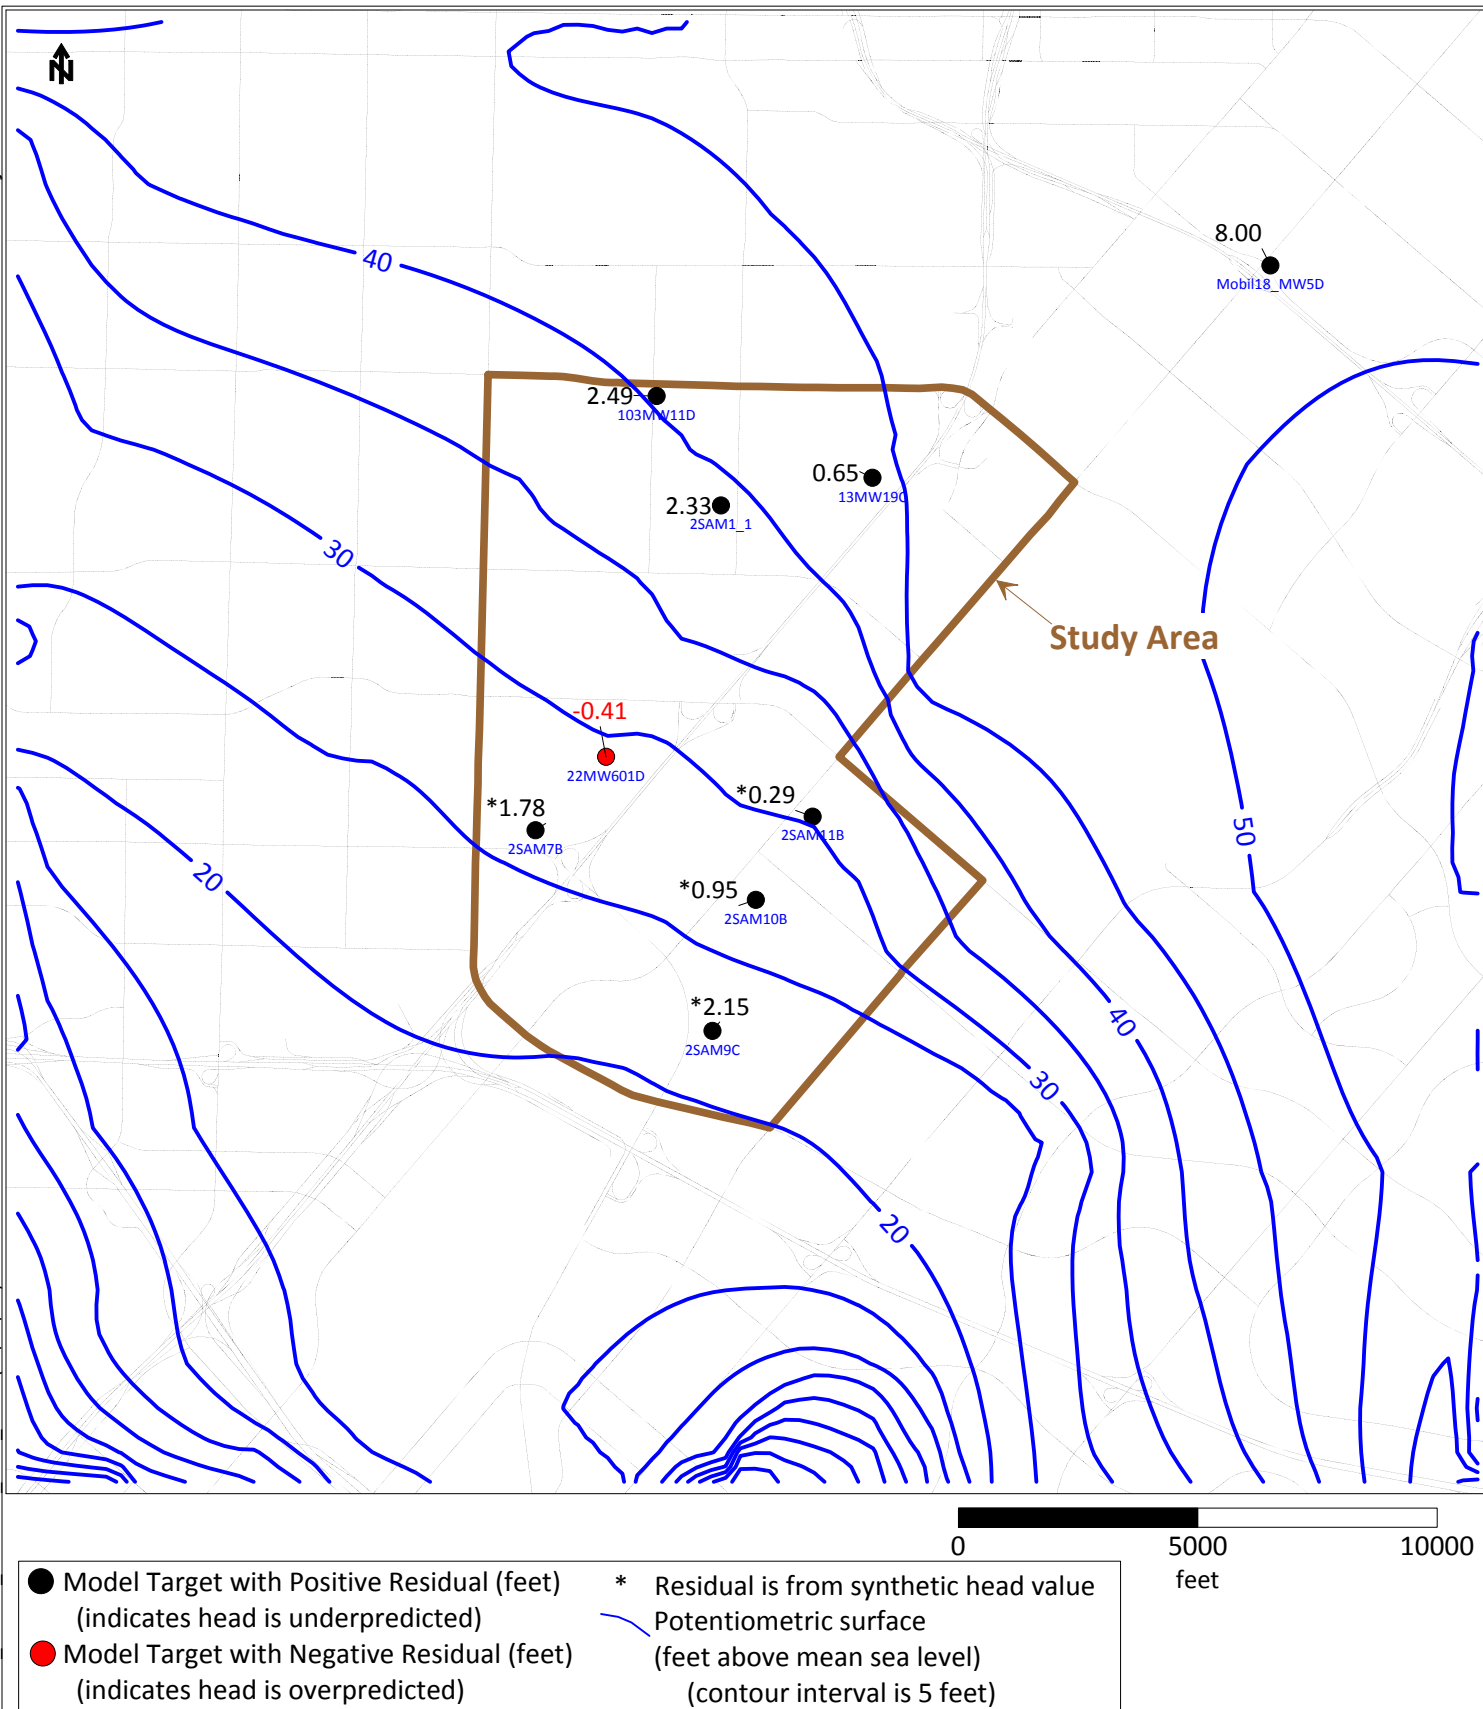 N
40
8.00
Mobil18_MW5D
2.49
103MW11D
0.65
13MW19C
2.33
2SAM1_1
30
Study Area
-0.41
22MW601D
*1.78
2SAM7B
*0.29
2SAM11B
50
20
*0.95
2SAM10B
*2.15
2SAM9C
40
30
20
0 5000 10000
feet
Model Target with Positive Residual (feet)
(indicates head is underpredicted)
Model Target with Negative Residual (feet)
(indicates head is overpredicted)
* Residual is from synthetic head value
Potentiometric surface
(feet above mean sea level)
(contour interval is 5 feet)